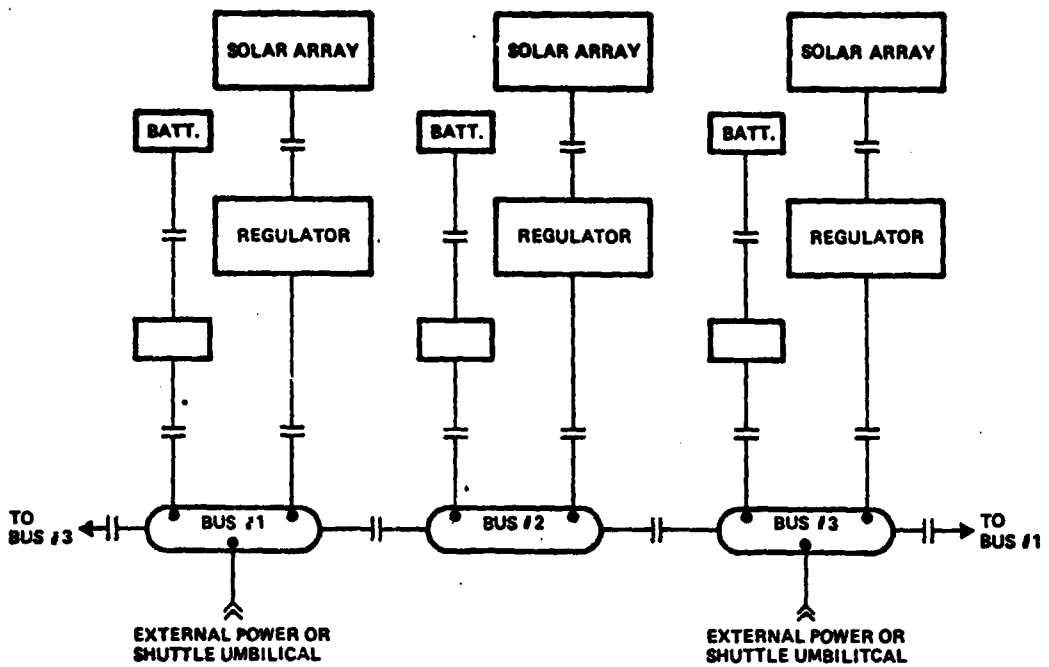 SOLAR ARRAY
SOLAR ARRAY
SOLAR ARRAY
BATT.
BATT.
BATT.
REGULATOR
REGULATOR
REGULATOR
TO
BUS #3
BUS #1
BUS #2
BUS #3
TO
BUS #1
EXTERNAL POWER OR
SHUTTLE UMBILICAL
EXTERNAL POWER OR
SHUTTLE UMBILITCAL